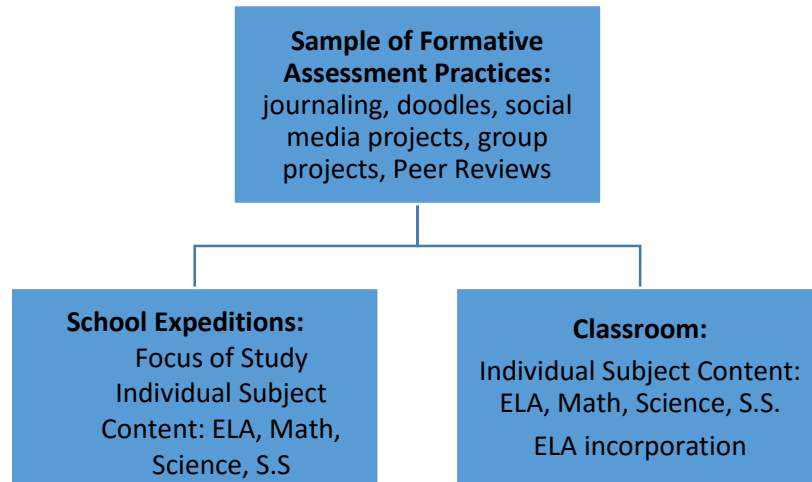 Sample of Formative
Assessment Practices:
journaling, doodles, social
media projects, group
projects, Peer Reviews
School Expeditions:
Focus of Study
Individual Subject
Content: ELA, Math,
Science, S.S
Classroom:
Individual Subject Content:
ELA, Math, Science, S.S.
ELA incorporation